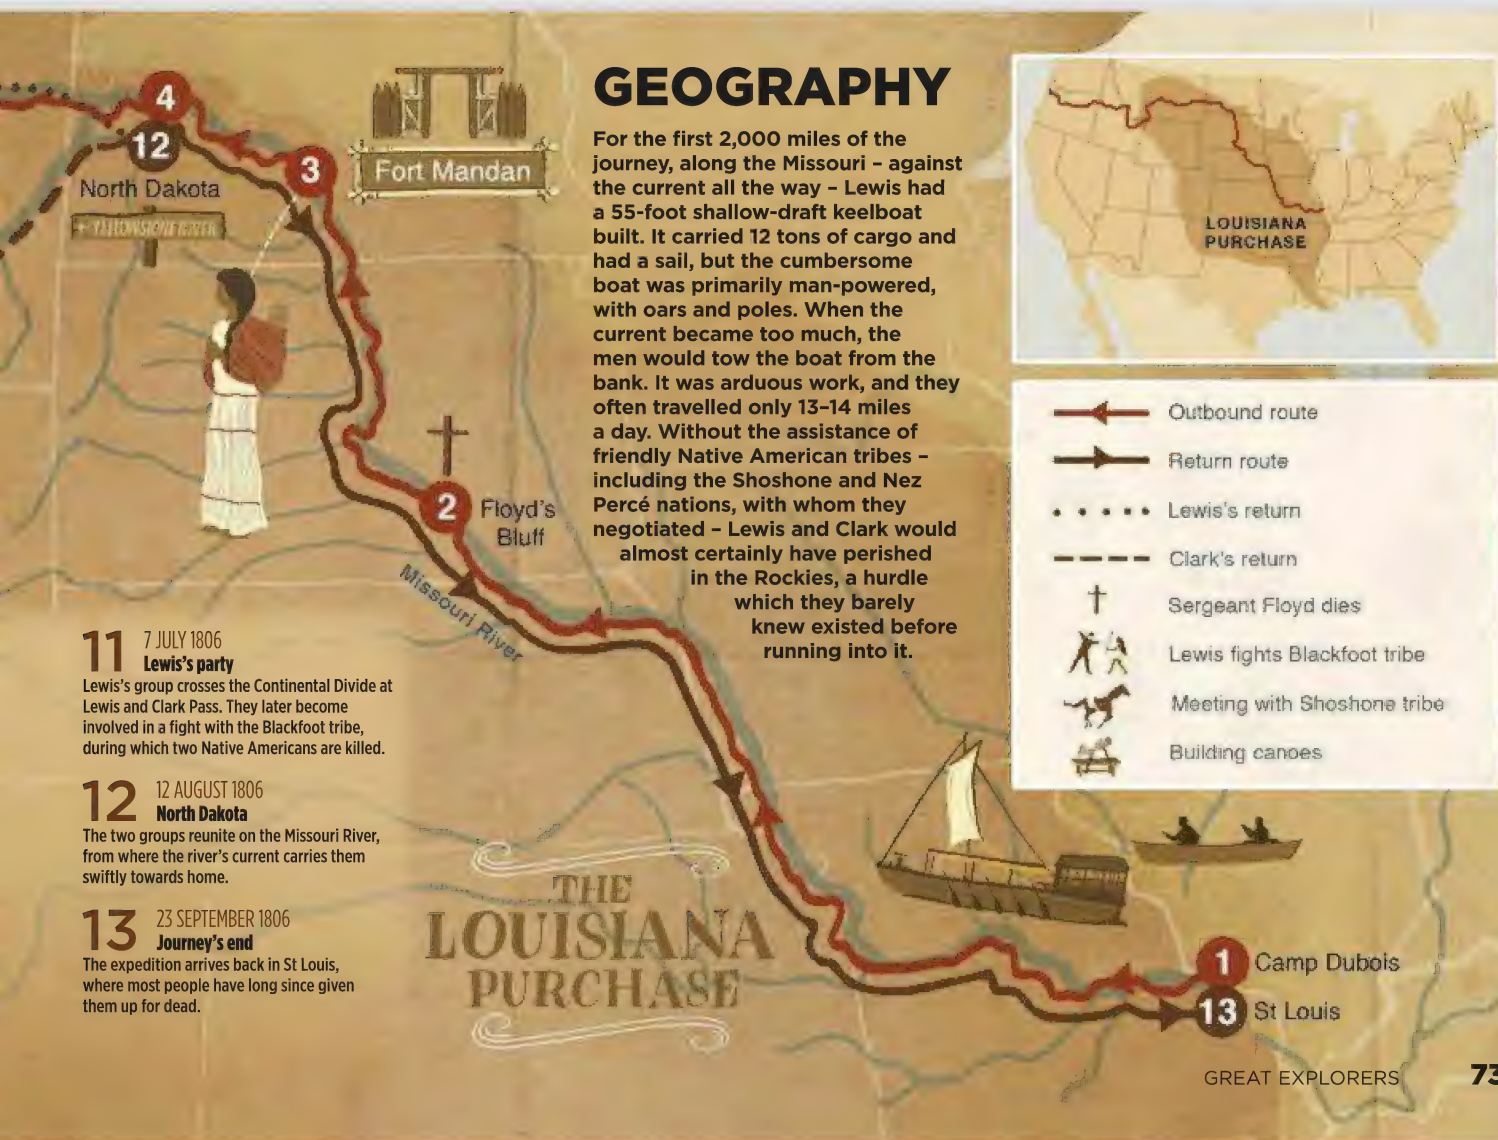 GEOGRAPHY
For the first 2,000 miles of the
journey, along the Missouri – against
the current all the way – Lewis had
a 55-foot shallow-draft keelboat
built. It carried 12 tons of cargo and
had a sail, but the cumbersome
boat was primarily man-powered,
with oars and poles. When the
current became too much, the
men would tow the boat from the
bank. It was arduous work, and they
often travelled only 13–14 miles
a day. Without the assistance of
friendly Native American tribes –
including the Shoshone and Nez
Percé nations, with whom they
negotiated – Lewis and Clark would
almost certainly have perished
in the Rockies, a hurdle
which they barely
knew existed before
running into it.
4
12
North Dakota
YELLOWSTONE RIVER
3
Fort Mandan
2
Floyd's
Bluff
Missouri River
LOUISIANA
PURCHASE
Outbound route
Return route
Lewis's return
Clark's return
Sergeant Floyd dies
Lewis fights Blackfoot tribe
Meeting with Shoshone tribe
Building canoes
11 7 JULY 1806
Lewis's party
Lewis's group crosses the Continental Divide at
Lewis and Clark Pass. They later become
involved in a fight with the Blackfoot tribe,
during which two Native Americans are killed.
12 12 AUGUST 1806
North Dakota
The two groups reunite on the Missouri River,
from where the river's current carries them
swiftly towards home.
13 23 SEPTEMBER 1806
Journey's end
The expedition arrives back in St Louis,
where most people have long since given
them up for dead.
THE
LOUISIANA
PURCHASE
1 Camp Dubois
13 St Louis
GREAT EXPLORERS 73